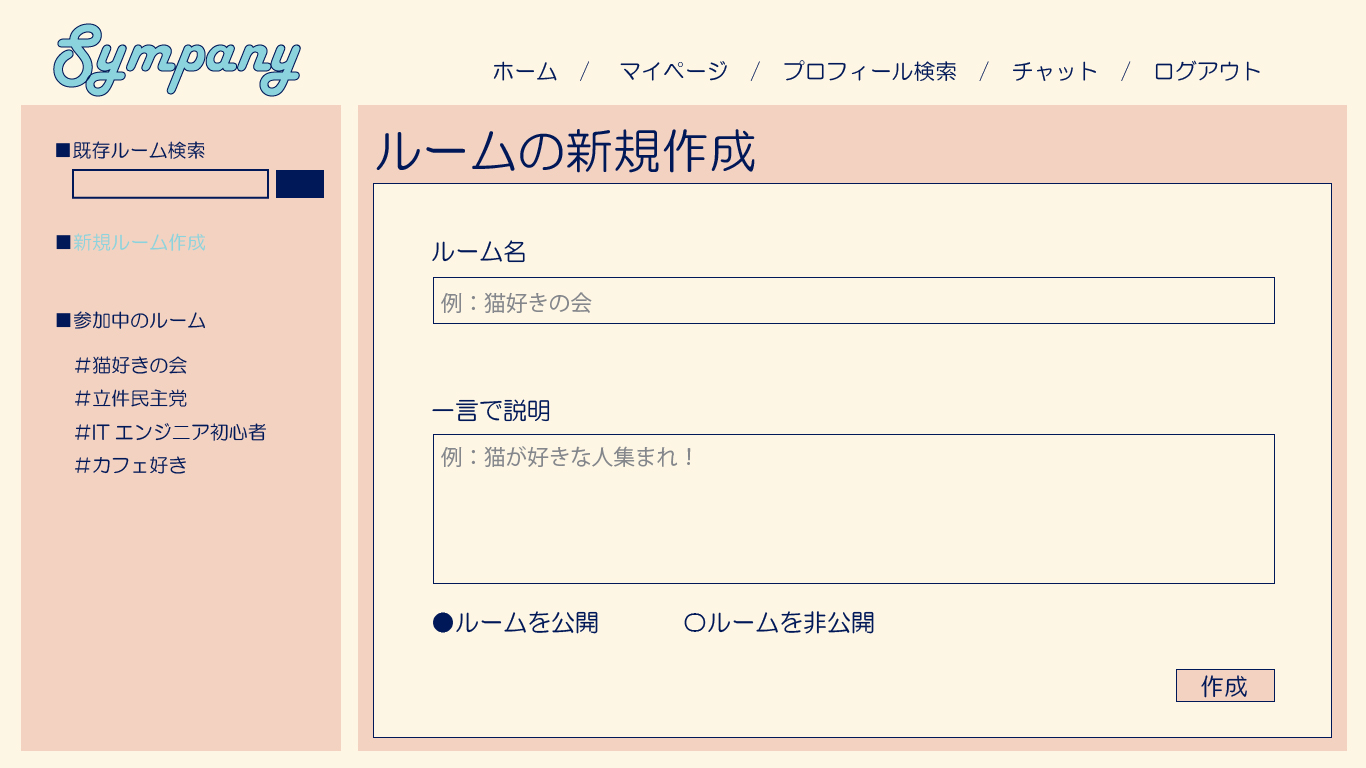 Sympany
ホーム / マイページ / プロフィール検索 / チャット / ログアウト
■既存ルーム検索
■新規ルーム作成
■参加中のルーム
#猫好きの会
#立件民主党
#IT エンジニア初心者
#カフェ好き
ルームの新規作成
ルーム名
例：猫好きの会
一言で説明
例：猫が好きな人集まれ！
●ルームを公開 ○ルームを非公開
作成